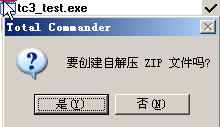 tc3_test.exe
Total Commander
要创建自解压 ZIP 文件吗?
是(Y)
否(N)